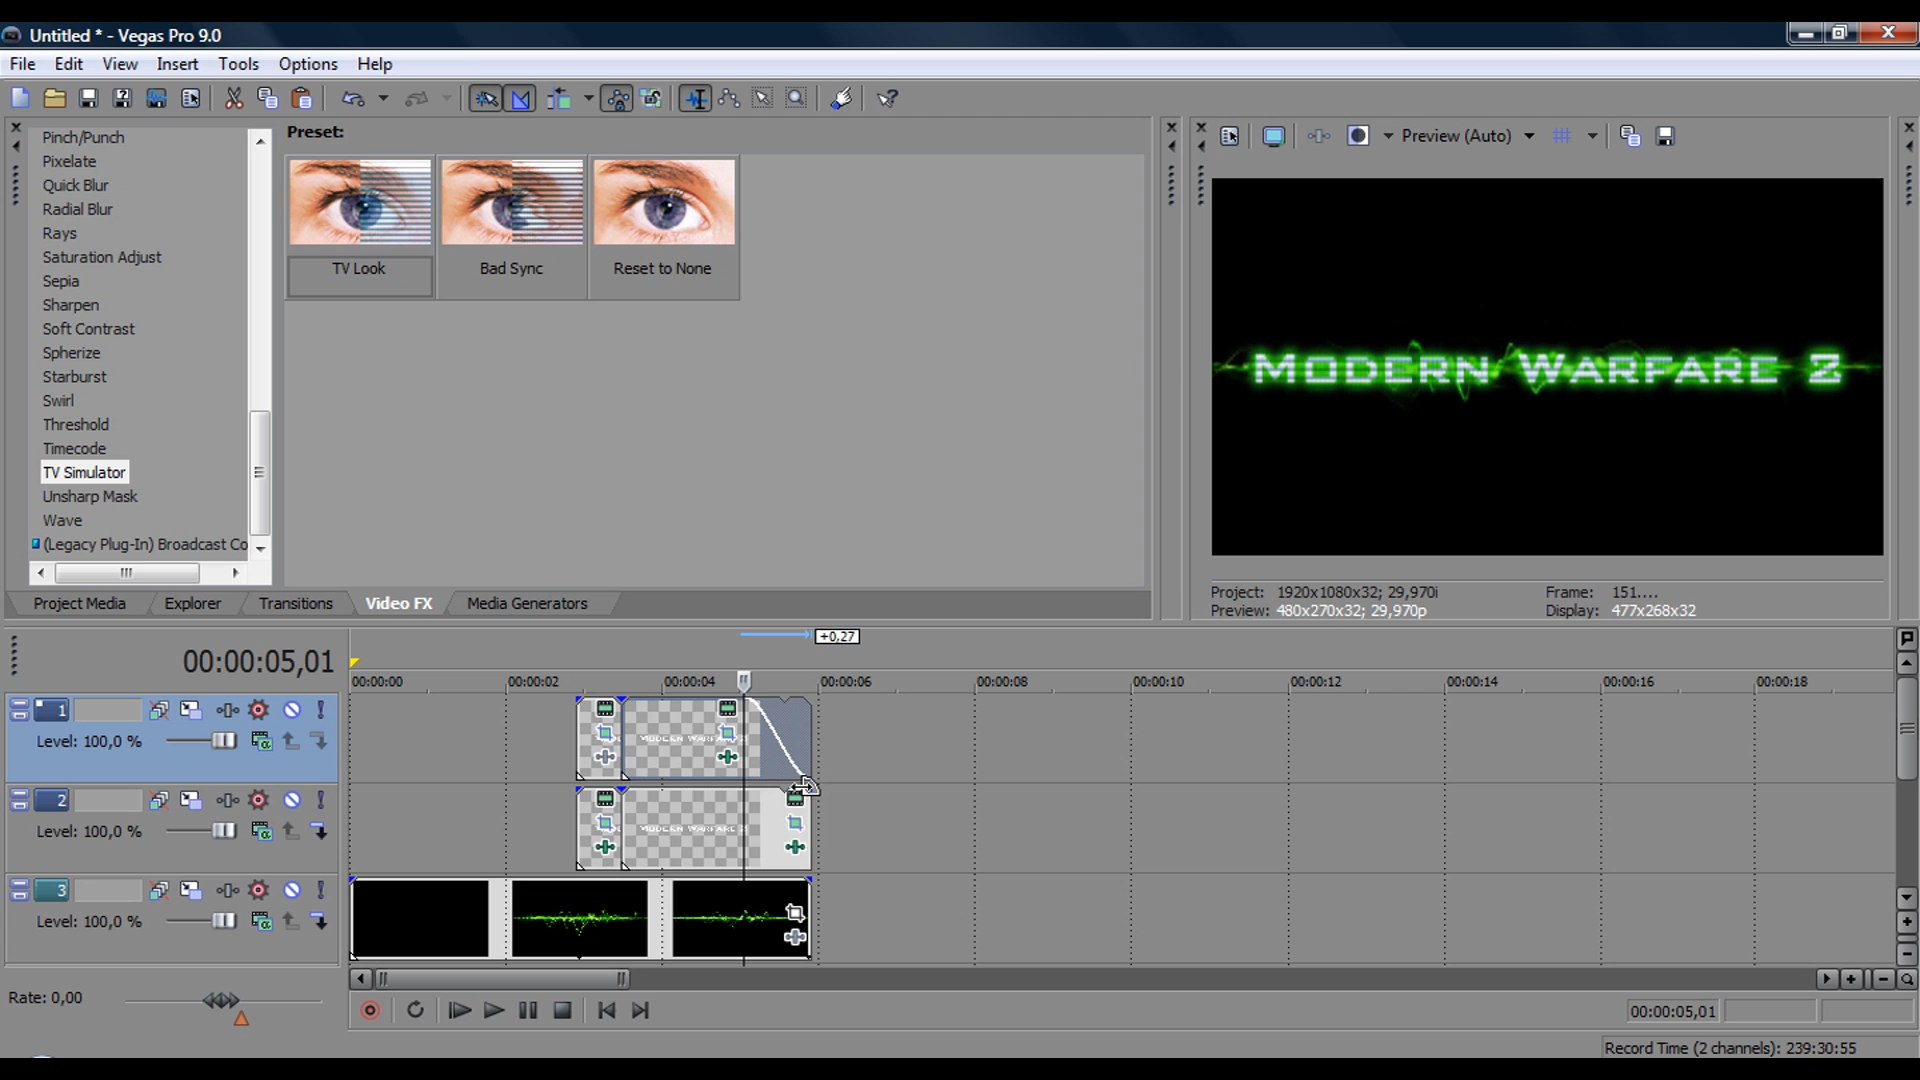 Untitled * - Vegas Pro 9.0
File Edit View Insert Tools Options Help
Preset:
Preview (Auto)
Pinch/Punch
Pixelate
Quick Blur
Radial Blur
Rays
Saturation Adjust
Sepia
Sharpen
Soft Contrast
Spherize
Starburst
Swirl
Threshold
Timecode
TV Simulator
Unsharp Mask
Wave
(Legacy Plug-In) Broadcast Co
TV Look
Bad Sync
Reset to None
MODERN WARFARE 2
Project Media
Explorer
Transitions
Video FX
Media Generators
Project: 1920x1080x32; 29,970i
Frame: 151....
Preview: 480x270x32; 29,970p
Display: 477x268x32
+0,27
00:00:05,01
00:00:00 00:00:02 00:00:04 00:00:06 00:00:08 00:00:10 00:00:12 00:00:14 00:00:16 00:00:18
1
Level: 100,0 %
MODERN WARFARE 2
2
Level: 100,0 %
MODERN WARFARE 2
3
Level: 100,0 %
Rate: 0,00
00:00:05,01
Record Time (2 channels): 239:30:55